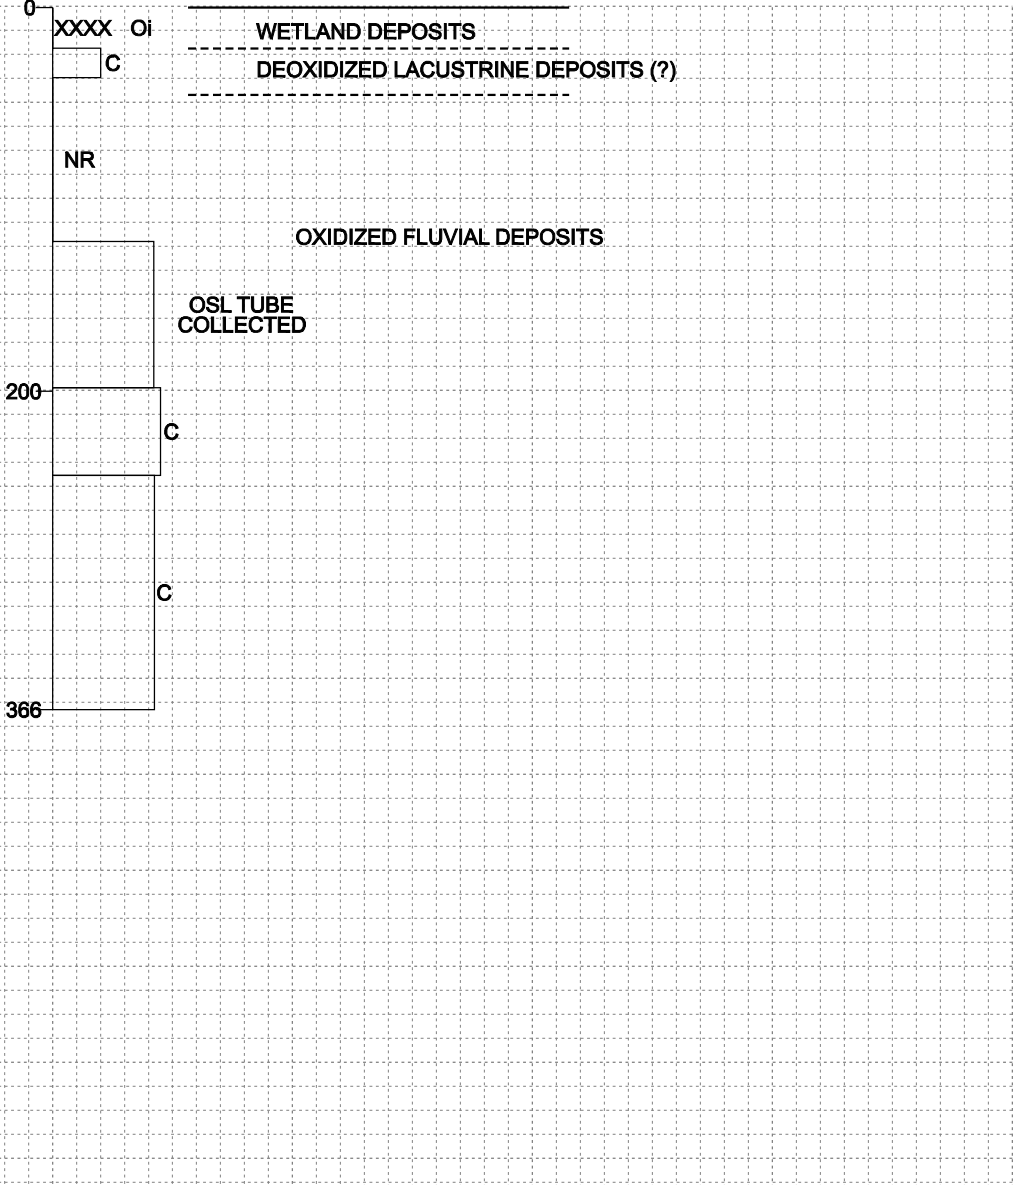 0
XXXX Oi
WETLAND DEPOSITS
C
DEOXIDIZED LACUSTRINE DEPOSITS (?)
NR
OXIDIZED FLUVIAL DEPOSITS
OSL TUBE
COLLECTED
200
C
C
366